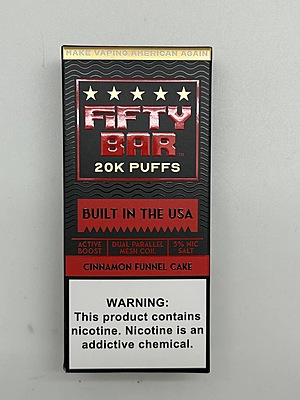 MAKE VAPING AMERICAN AGAIN
FIFTY
BAR
20K PUFFS
BUILT IN THE USA
ACTIVE BOOST
DUAL PARALLEL MESH COIL
5% NIC SALT
CINNAMON FUNNEL CAKE
WARNING:
This product contains
nicotine. Nicotine is an
addictive chemical.